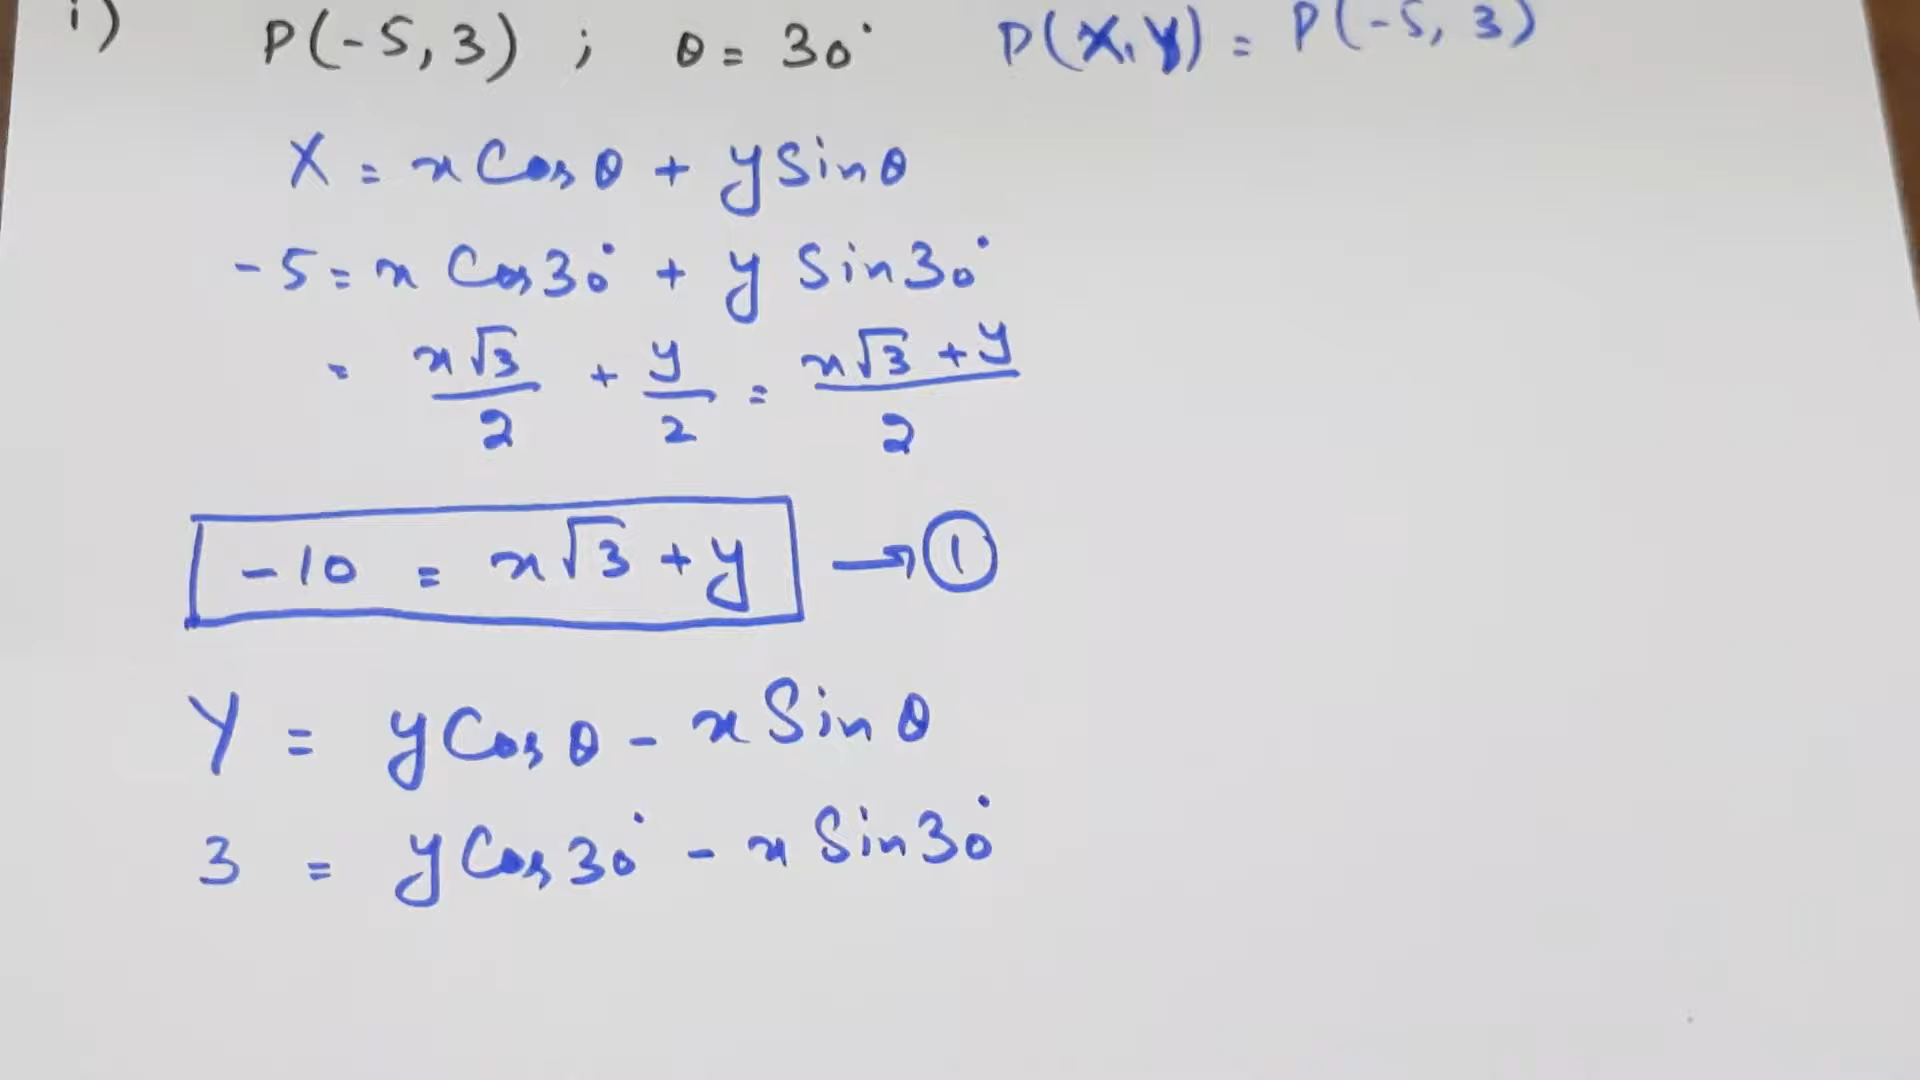 i) P(-5,3) ; θ = 30° P(X,Y) = P(-5, 3)
X = x Cos θ + y Sin θ
-5 = x Cos 30° + y Sin 30°
= x√3/2 + y/2 = (x√3 + y)/2
-10 = x√3 + y → ①
Y = y Cos θ - x Sin θ
3 = y Cos 30° - x Sin 30°